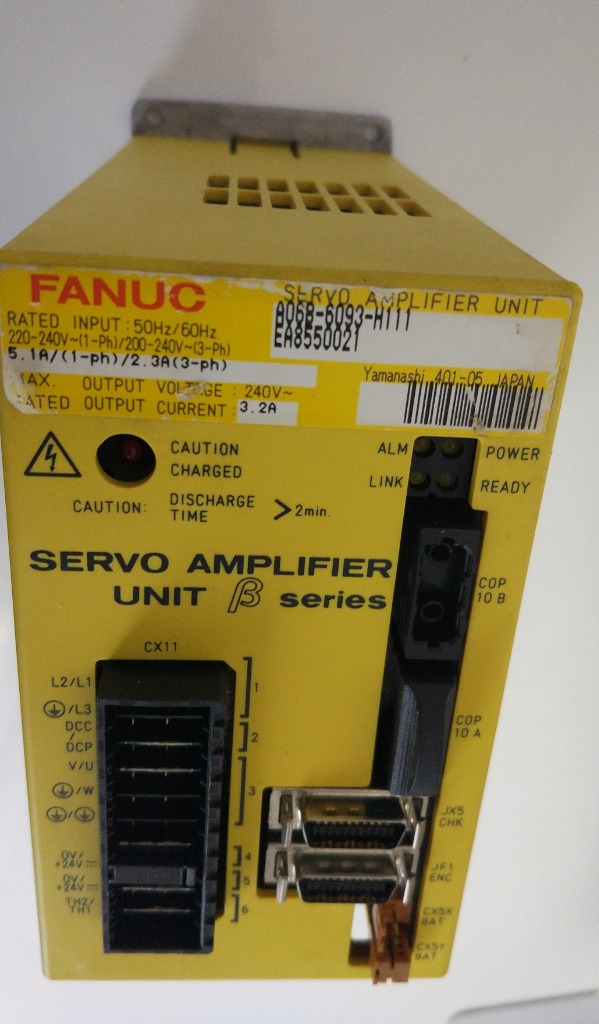 FANUC
SERVO AMPLIFIER UNIT
A06B-6093-H111
EA8550021
RATED INPUT: 50Hz/60Hz
220-240V~(1-Ph)/200-240V~(3-Ph)
5.1A/(1-ph)/2.3A(3-ph)
OUTPUT VOLTAGE: 240V~
OUTPUT CURRENT: 3.2A
Yamanashi 401-05 JAPAN
CAUTION
CHARGED
CAUTION: DISCHARGE
TIME
>2min.
ALM POWER
LINK READY
SERVO AMPLIFIER
UNIT β series
COP
10 B
CX11
L2/L1
/L3
DCC
/
DCP
V/U
/W
/
0V/
+24V
0V/
+24V
TH2/
TH1
1
2
3
4
5
6
COP
10 A
JX5
CHK
JF1
ENC
CX5X
BAT
CX5Y
BAT